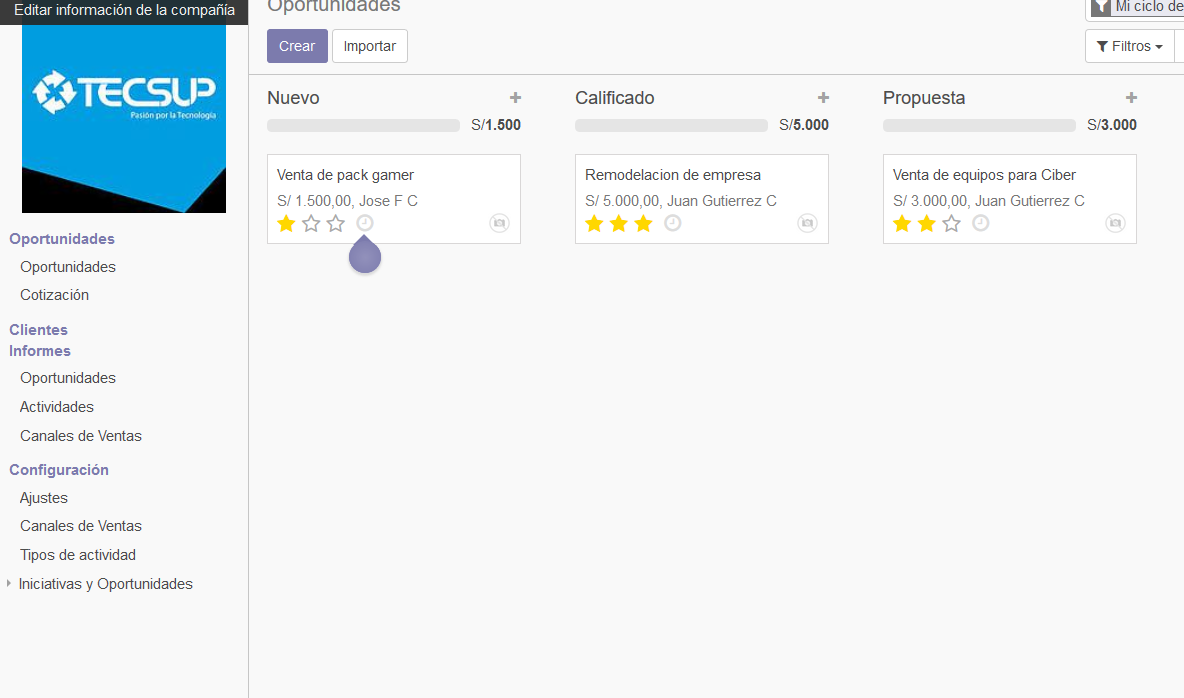 Editar información de la compañía
TECSUP
Pasión por la Tecnología
Oportunidades
Oportunidades
Cotización
Clientes
Informes
Oportunidades
Actividades
Canales de Ventas
Configuración
Ajustes
Canales de Ventas
Tipos de actividad
Iniciativas y Oportunidades
Oportunidades
Mi ciclo de
Crear
Importar
Filtros
Nuevo
S/1.500
Venta de pack gamer
S/ 1.500,00, Jose F C
Calificado
S/5.000
Remodelacion de empresa
S/ 5.000,00, Juan Gutierrez C
Propuesta
S/3.000
Venta de equipos para Ciber
S/ 3.000,00, Juan Gutierrez C